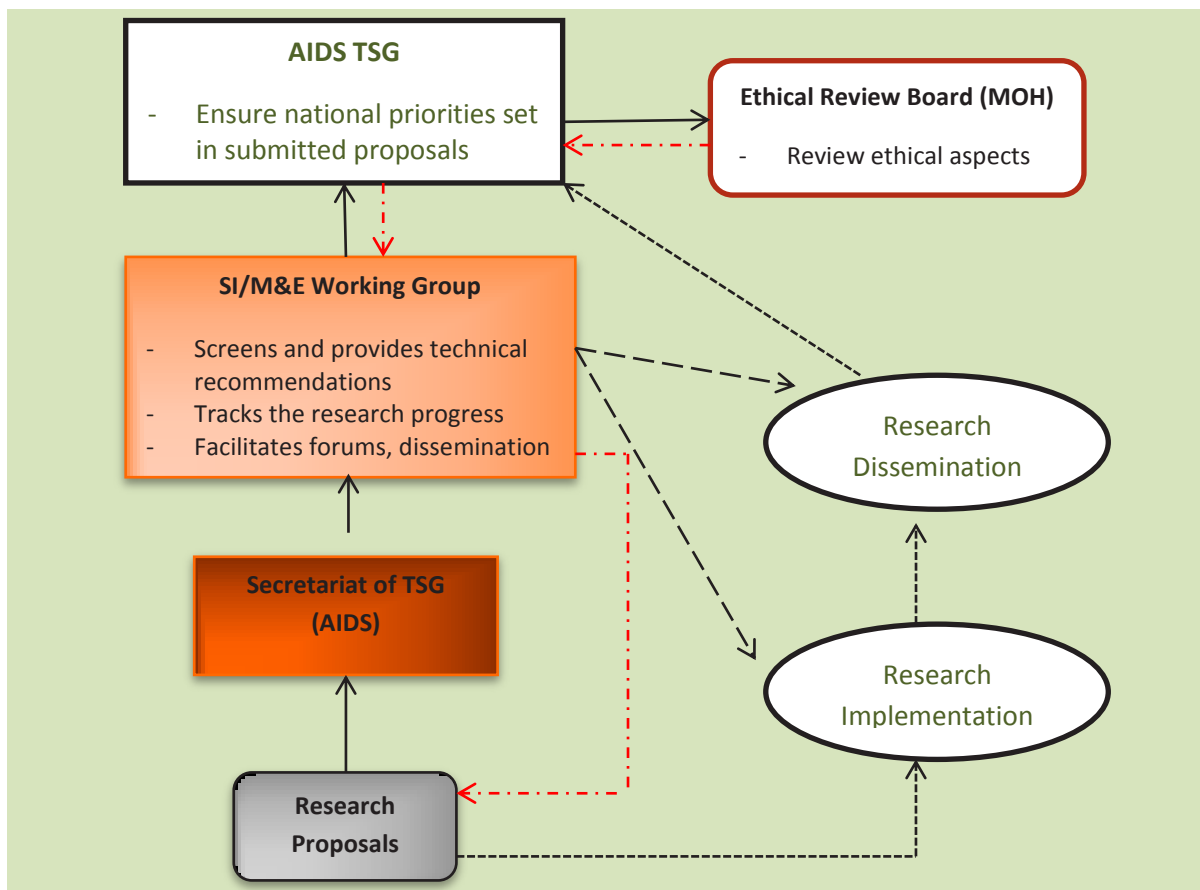 AIDS TSG
- Ensure national priorities set
in submitted proposals
Ethical Review Board (MOH)
- Review ethical aspects
SI/M&E Working Group
- Screens and provides technical
recommendations
- Tracks the research progress
- Facilitates forums, dissemination
Research
Dissemination
Secretariat of TSG
(AIDS)
Research
Implementation
Research
Proposals